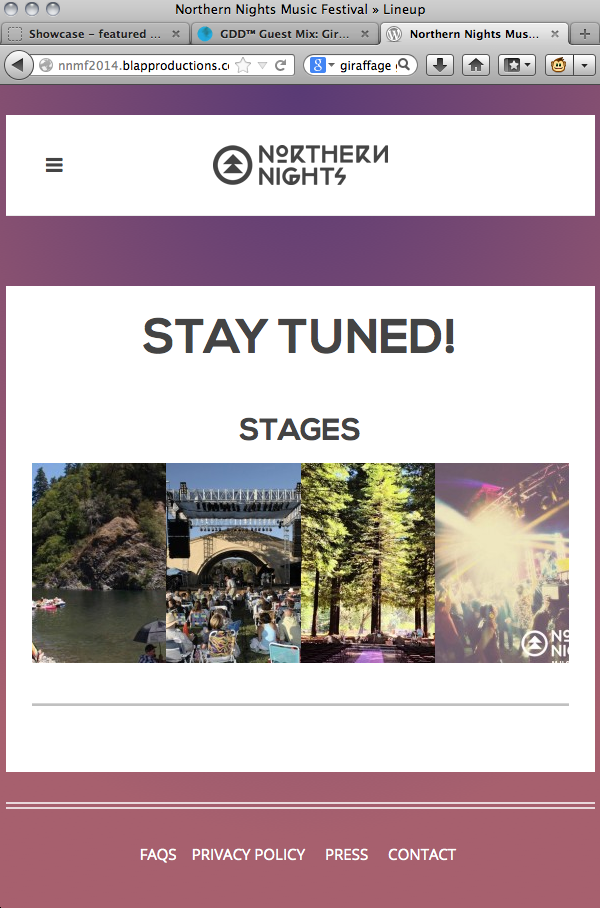 Northern Nights Music Festival » Lineup
Showcase – featured ...
GDD™ Guest Mix: Gir...
Northern Nights Mus...
nnmf2014.blapproductions.c
giraffage
NORTHERN
NIGHTS
STAY TUNED!
STAGES
FAQS PRIVACY POLICY PRESS CONTACT